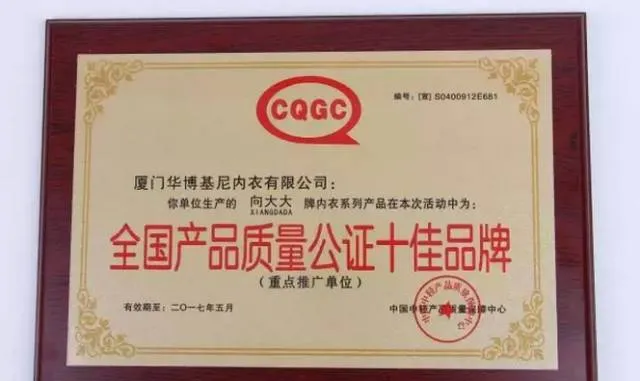 CQGC
编号：[宣] S0400912E681
厦门华博基尼内衣有限公司：
你单位生产的 向大大 牌内衣系列产品在本次活动中为：
XIANGDADA
全国产品质量公证十佳品牌
（重点推广单位）
有效期至：二〇一七年五月
中国中轻产品质量保障中心